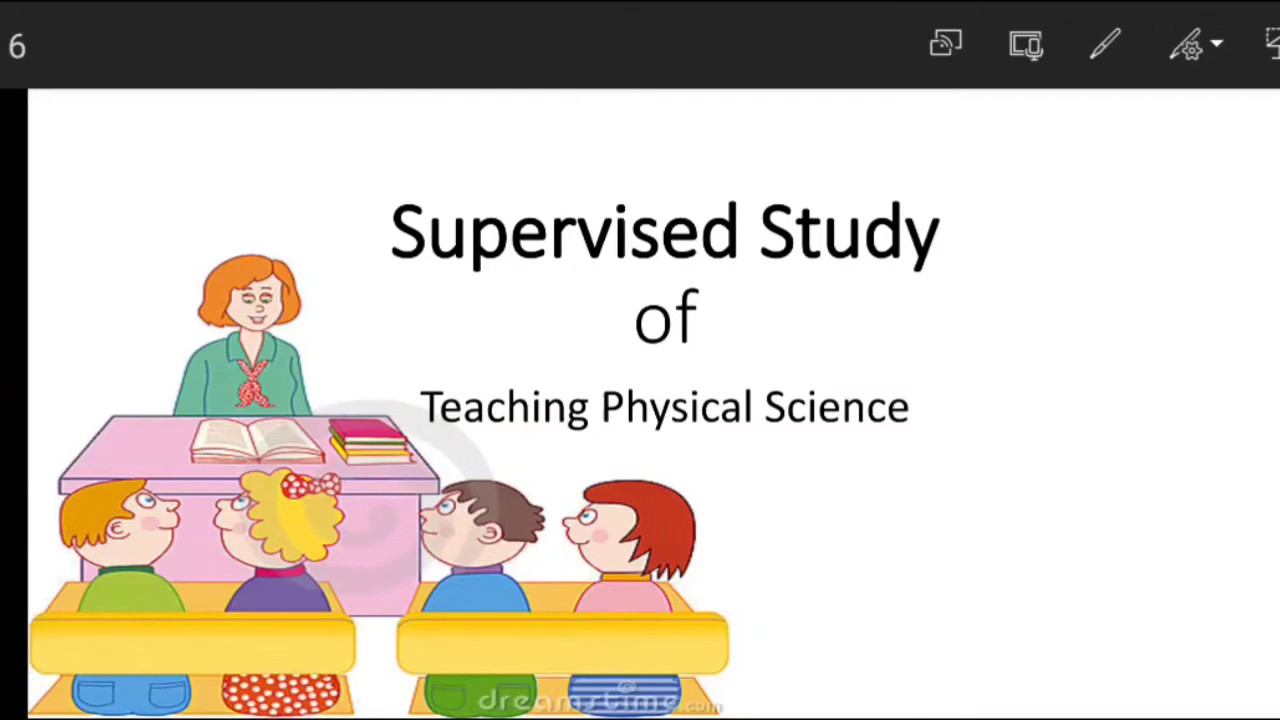 6
Supervised Study
of
Teaching Physical Science
dreamstime.com